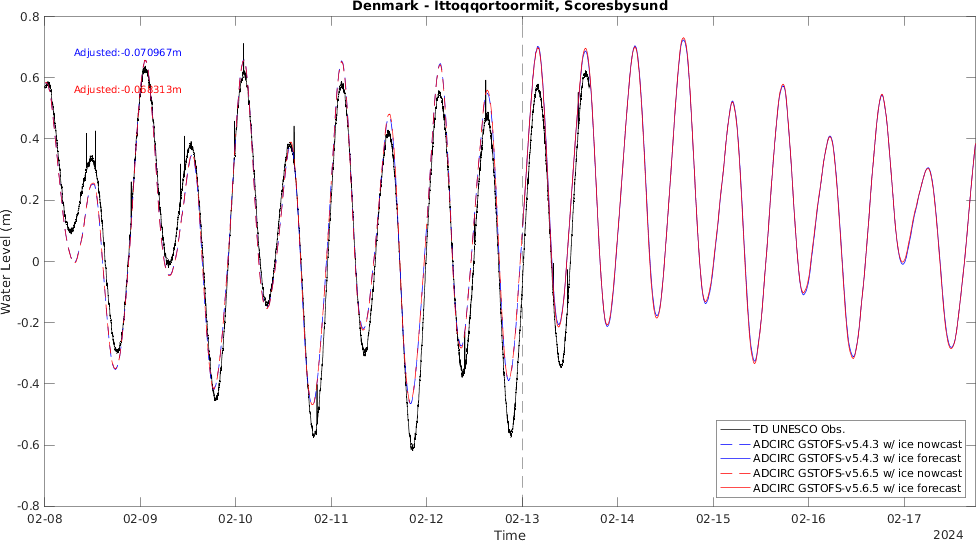 Denmark - Ittoqqortoormiit, Scoresbysund
Adjusted:-0.070967m
Adjusted:-0.068313m
Water Level (m)
0.8
0.6
0.4
0.2
0
-0.2
-0.4
-0.6
-0.8
TD UNESCO Obs.
ADCIRC GSTOFS-v5.4.3 w/ ice nowcast
ADCIRC GSTOFS-v5.4.3 w/ ice forecast
ADCIRC GSTOFS-v5.6.5 w/ ice nowcast
ADCIRC GSTOFS-v5.6.5 w/ ice forecast
02-08 02-09 02-10 02-11 02-12 02-13 02-14 02-15 02-16 02-17
Time
2024